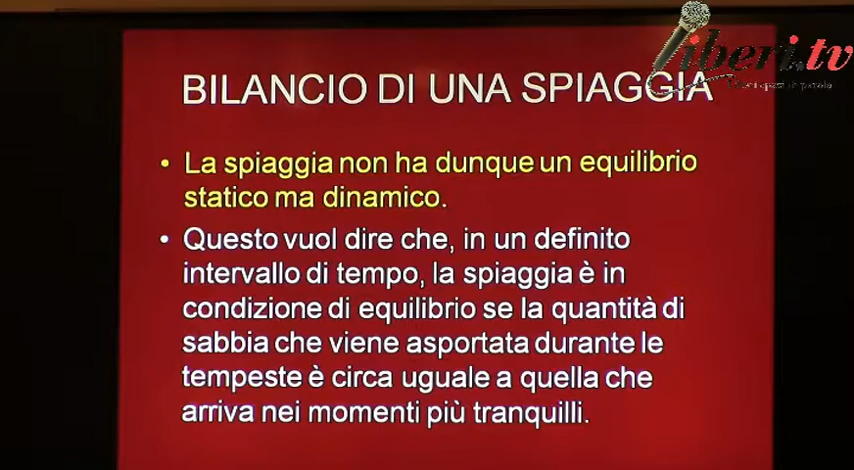 liberi.tv
BILANCIO DI UNA SPIAGGIA
• La spiaggia non ha dunque un equilibrio
statico ma dinamico.
• Questo vuol dire che, in un definito
intervallo di tempo, la spiaggia è in
condizione di equilibrio se la quantità di
sabbia che viene asportata durante le
tempeste è circa uguale a quella che
arriva nei momenti più tranquilli.